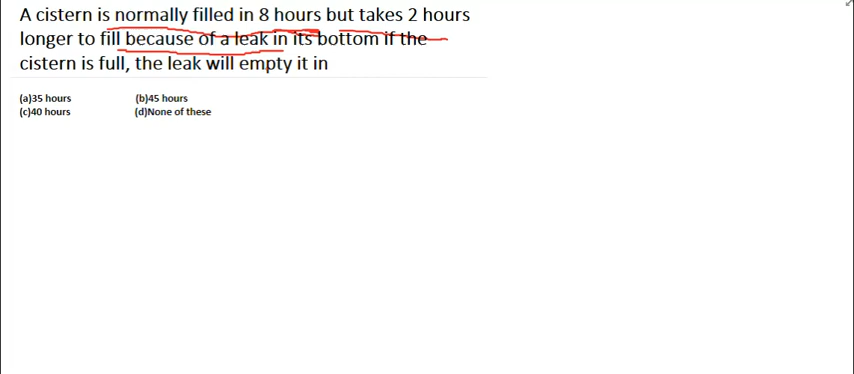 A cistern is normally filled in 8 hours but takes 2 hours
longer to fill because of a leak in its bottom if the
cistern is full, the leak will empty it in
(a)35 hours (b)45 hours
(c)40 hours (d)None of these